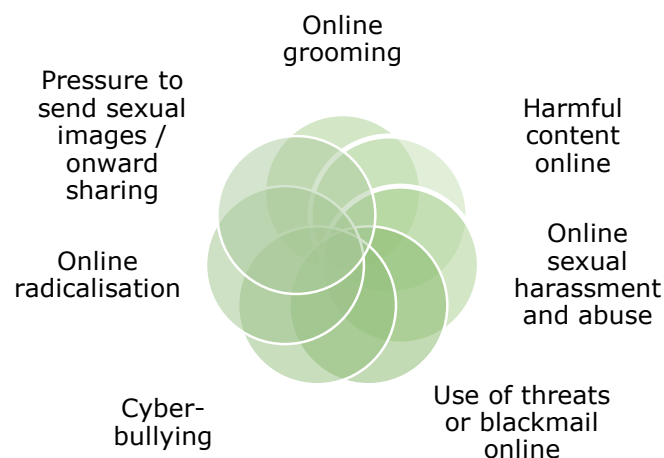 Online
grooming
Pressure to
send sexual
images /
onward
sharing
Harmful
content
online
Online
radicalisation
Online
sexual
harassment
and abuse
Cyber-
bullying
Use of threats
or blackmail
online